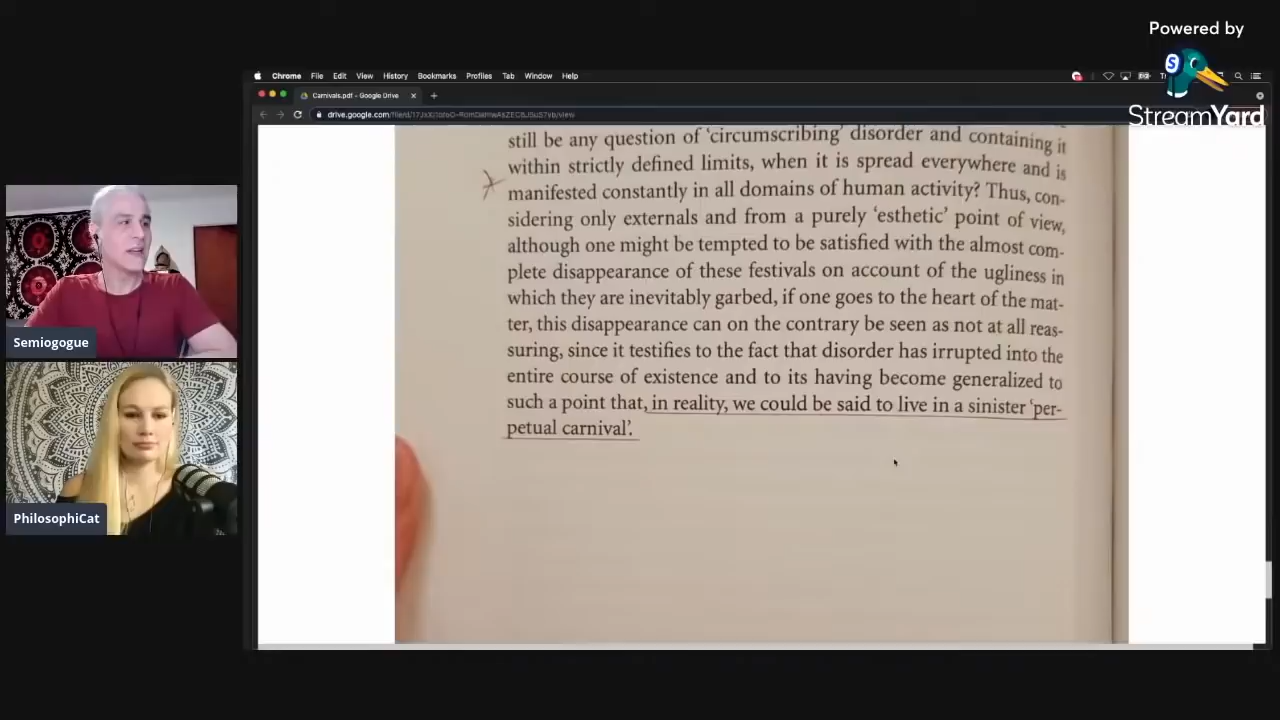 Powered by
StreamYard
Chrome File Edit View History Bookmarks Profiles Tab Window Help
Carnivals.pdf - Google Drive
still be any question of 'circumscribing' disorder and containing it
within strictly defined limits, when it is spread everywhere and is
manifested constantly in all domains of human activity? Thus, con-
sidering only externals and from a purely 'esthetic' point of view,
although one might be tempted to be satisfied with the almost com-
plete disappearance of these festivals on account of the ugliness in
which they are inevitably garbed, if one goes to the heart of the mat-
ter, this disappearance can on the contrary be seen as not at all reas-
suring, since it testifies to the fact that disorder has irrupted into the
entire course of existence and to its having become generalized to
such a point that, in reality, we could be said to live in a sinister 'per-
petual carnival'.
Semiogogue
PhilosophiCat